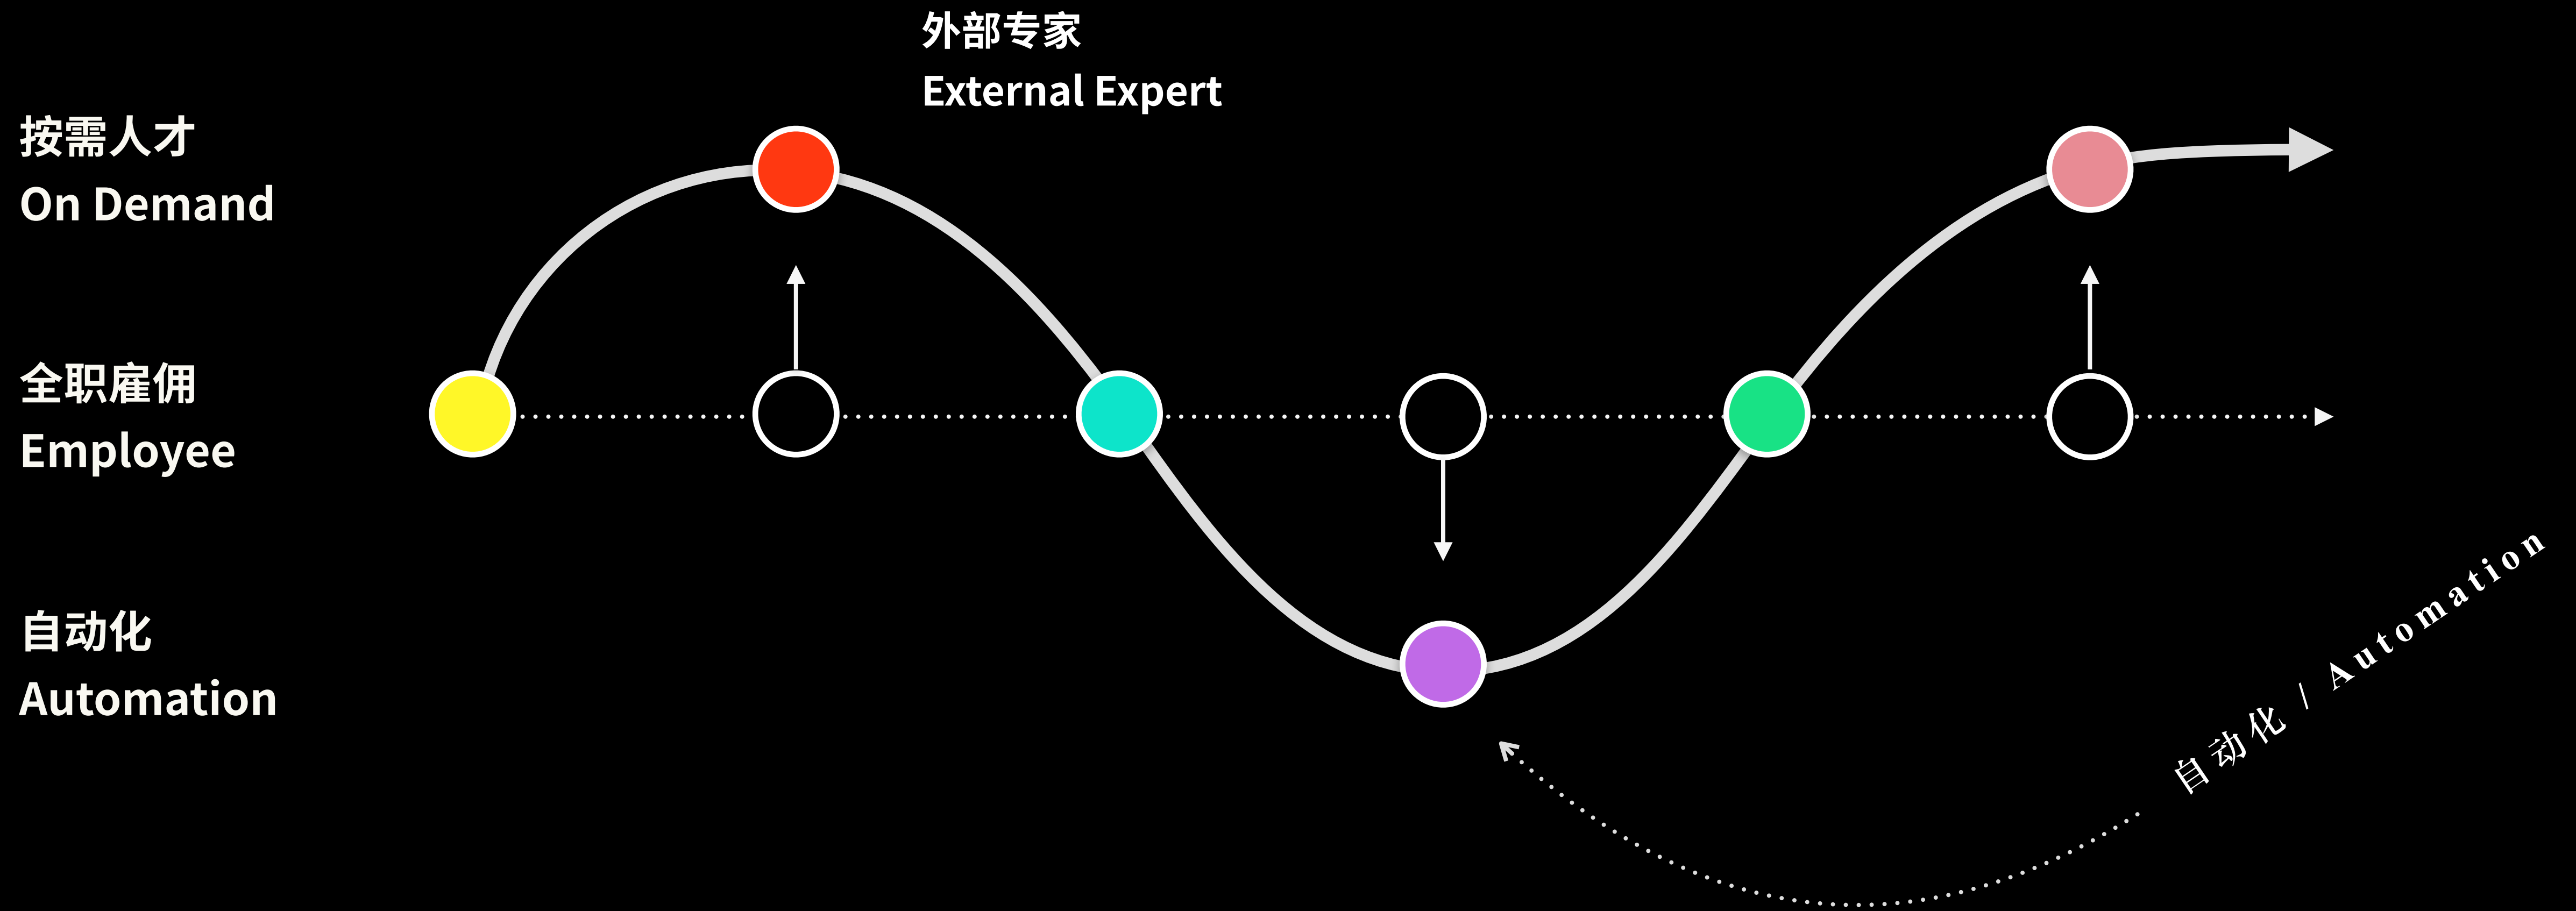 外部专家
External Expert
按需人才
On Demand
全职雇佣
Employee
自动化
Automation
自动化 / Automation